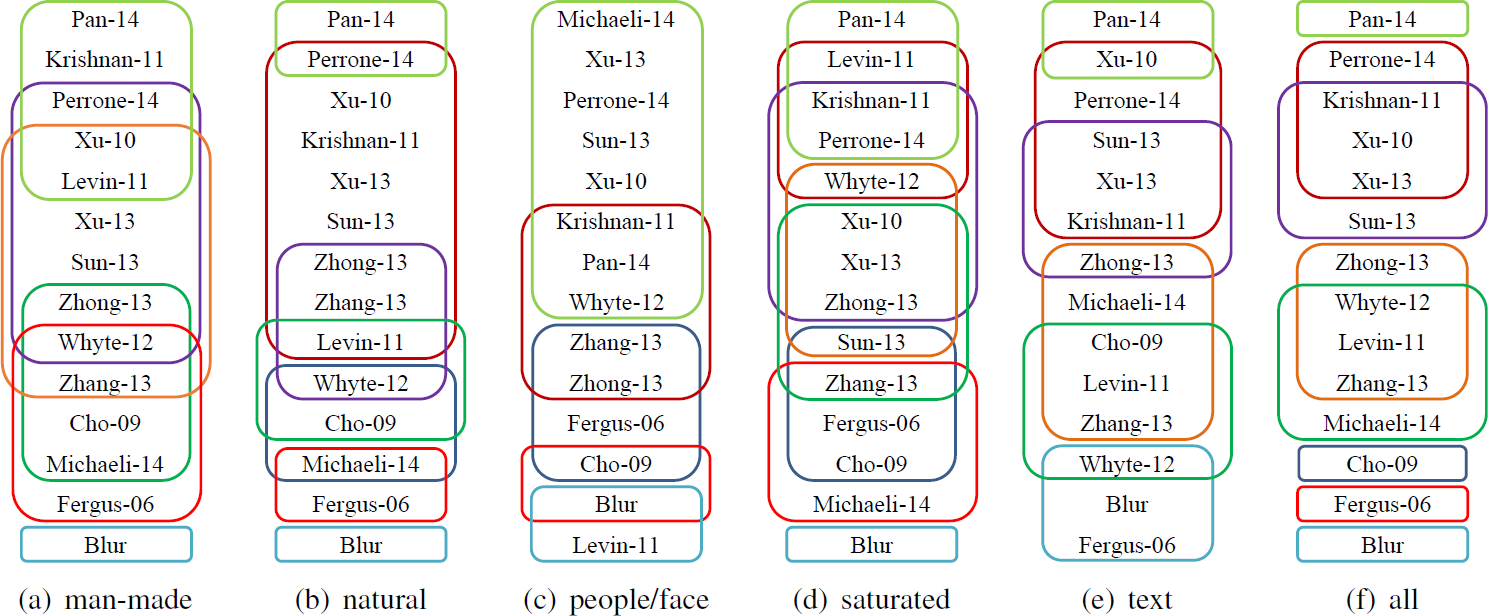 Pan-14
Krishnan-11
Perrone-14
Xu-10
Levin-11
Xu-13
Sun-13
Zhong-13
Whyte-12
Zhang-13
Cho-09
Michaeli-14
Fergus-06
Blur
(a) man-made
Pan-14
Perrone-14
Xu-10
Krishnan-11
Xu-13
Sun-13
Zhong-13
Zhang-13
Levin-11
Whyte-12
Cho-09
Michaeli-14
Fergus-06
Blur
(b) natural
Michaeli-14
Xu-13
Perrone-14
Sun-13
Xu-10
Krishnan-11
Pan-14
Whyte-12
Zhang-13
Zhong-13
Fergus-06
Cho-09
Blur
Levin-11
(c) people/face
Pan-14
Levin-11
Krishnan-11
Perrone-14
Whyte-12
Xu-10
Xu-13
Zhong-13
Sun-13
Zhang-13
Fergus-06
Cho-09
Michaeli-14
Blur
(d) saturated
Pan-14
Xu-10
Perrone-14
Sun-13
Xu-13
Krishnan-11
Zhong-13
Michaeli-14
Cho-09
Levin-11
Zhang-13
Whyte-12
Blur
Fergus-06
(e) text
Pan-14
Perrone-14
Krishnan-11
Xu-10
Xu-13
Sun-13
Zhong-13
Whyte-12
Levin-11
Zhang-13
Michaeli-14
Cho-09
Fergus-06
Blur
(f) all